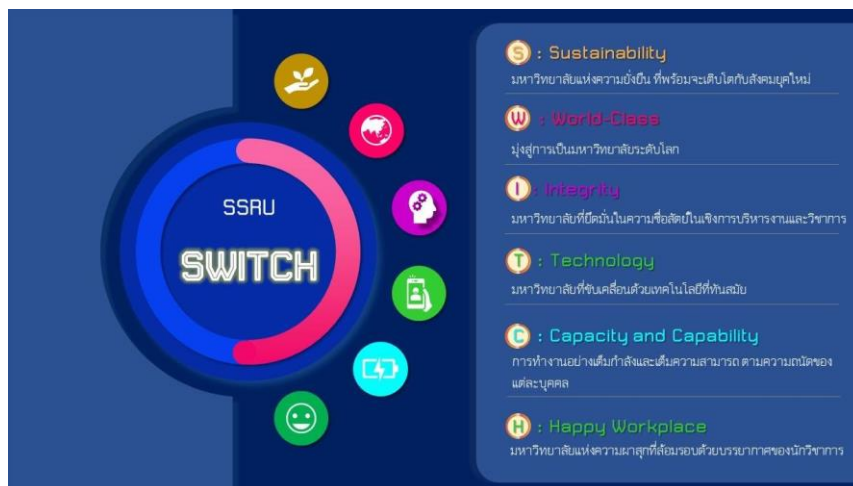 SSRU
SWITCH
S : Sustainability
มหาวิทยาลัยแห่งความยั่งยืน ที่พร้อมจะเติบโตกับสังคมยุคใหม่
W : World-Class
มุ่งสู่การเป็นมหาวิทยาลัยระดับโลก
I : Integrity
มหาวิทยาลัยที่ยึดมั่นในความซื่อสัตย์ในเชิงการบริหารงานและวิชาการ
T : Technology
มหาวิทยาลัยที่ขับเคลื่อนด้วยเทคโนโลยีที่ทันสมัย
C : Capacity and Capability
การทำงานอย่างเต็มกำลังและเต็มความสามารถ ตามความถนัดของ
แต่ละบุคคล
H : Happy Workplace
มหาวิทยาลัยแห่งความผาสุกที่ล้อมรอบด้วยบรรยากาศของนักวิชาการ